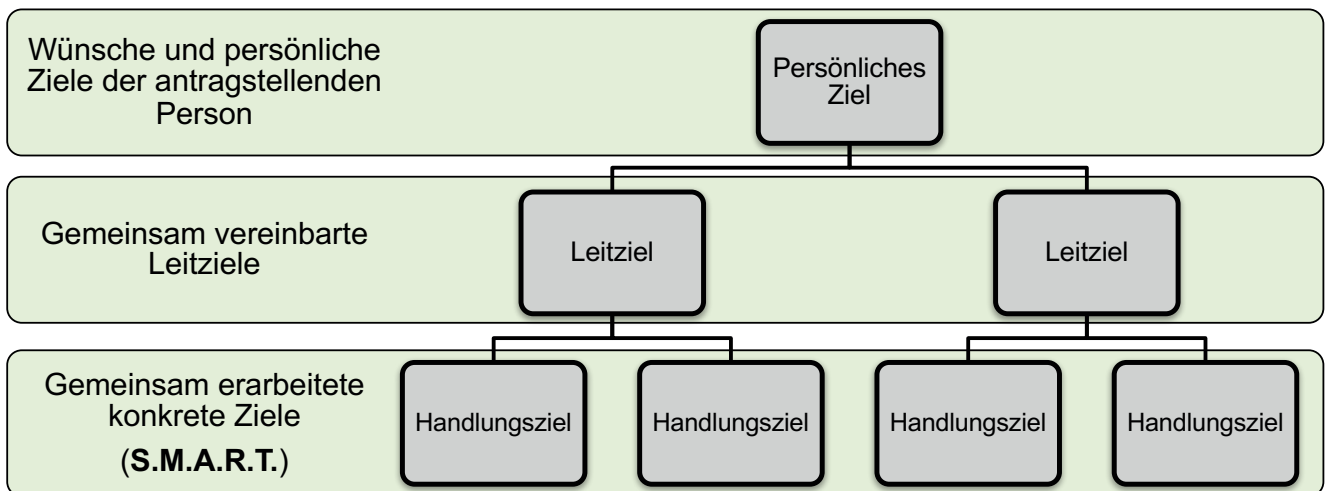 Wünsche und persönliche
Ziele der antragstellenden
Person
Persönliches
Ziel
Gemeinsam vereinbarte
Leitziele
Leitziel
Leitziel
Gemeinsam erarbeitete
konkrete Ziele
(S.M.A.R.T.)
Handlungsziel
Handlungsziel
Handlungsziel
Handlungsziel